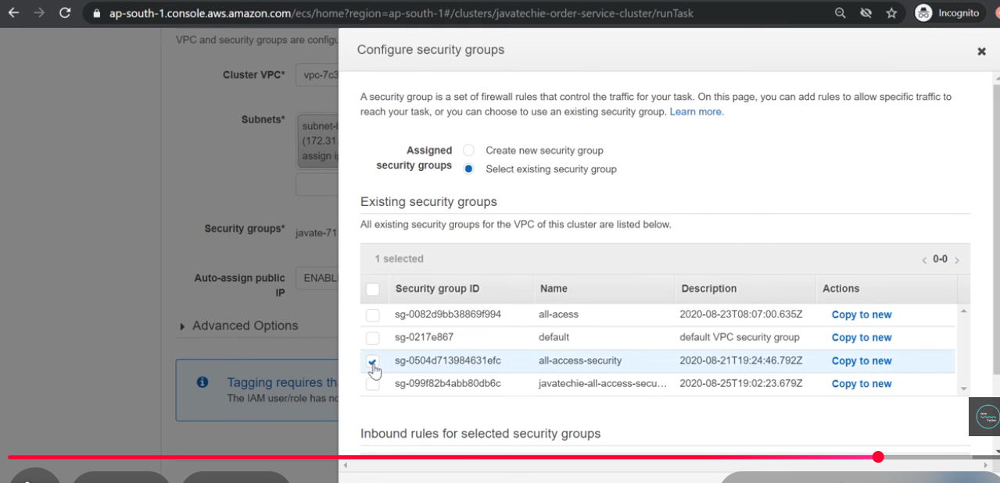 ap-south-1.console.aws.amazon.com/ecs/home?region=ap-south-1#/clusters/javatechie-order-service-cluster/runTask
Incognito
VPC and security groups are configu
Cluster VPC*
vpc-7c3
Subnets*
subnet-
(172.31.
assign i
Security groups*
javate-71
Auto-assign public
IP
ENABL
Advanced Options
Tagging requires th
The IAM user/role has no
Configure security groups
A security group is a set of firewall rules that control the traffic for your task. On this page, you can add rules to allow specific traffic to
reach your task, or you can choose to use an existing security group. Learn more.
Assigned
security groups
Create new security group
Select existing security group
Existing security groups
All existing security groups for the VPC of this cluster are listed below.
1 selected
0-0
Security group ID Name Description Actions
sg-0082d9bb38869f994 all-acess 2020-08-23T08:07:00.635Z Copy to new
sg-0217e867 default default VPC security group Copy to new
sg-0504d713984631efc all-access-security 2020-08-21T19:24:46.792Z Copy to new
sg-099f82b4abb80db6c javatechie-all-access-secu... 2020-08-25T19:02:23.679Z Copy to new
Inbound rules for selected security groups